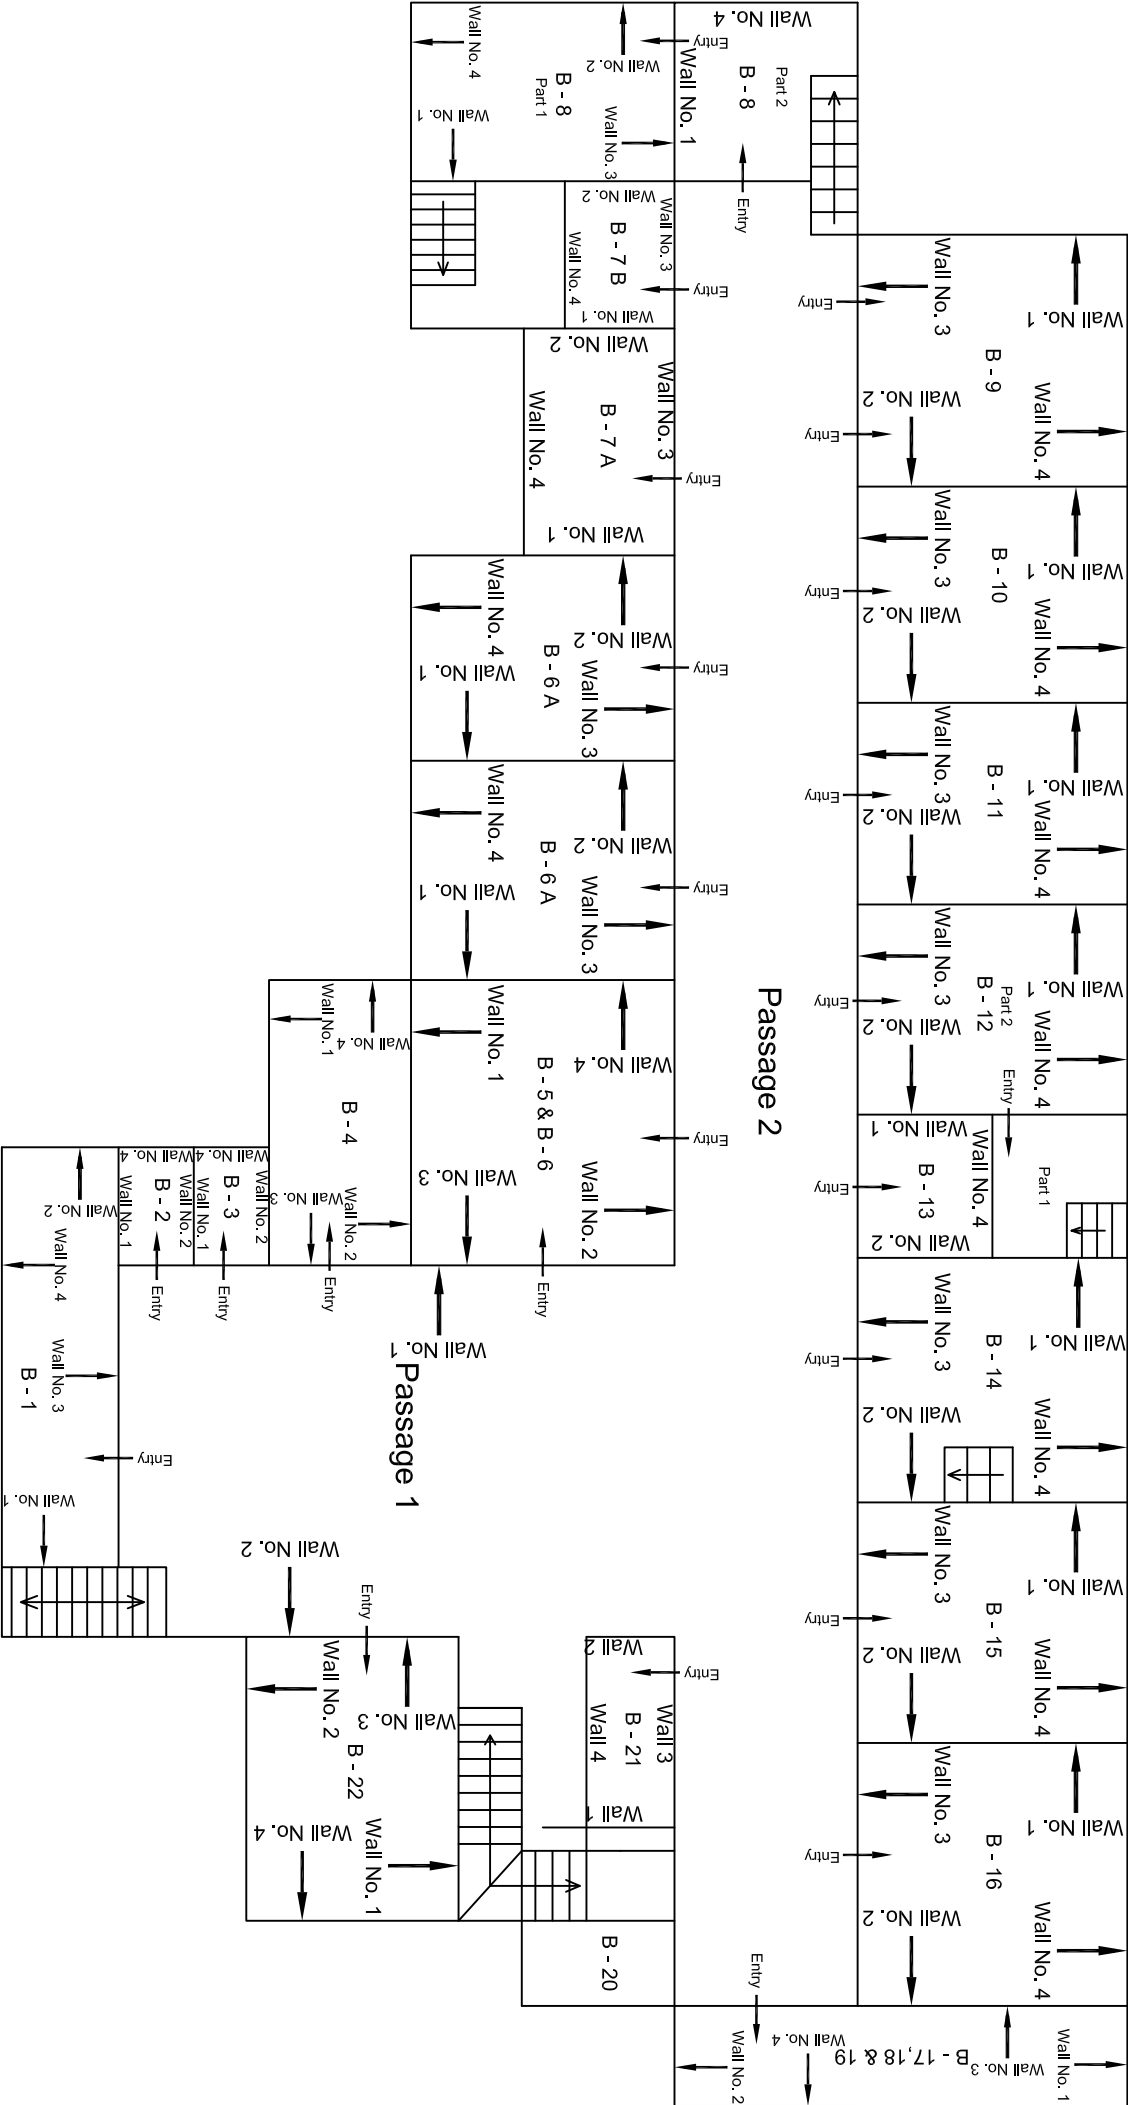 Wall No. 4
Entry
Wall No. 2
Wall No. 4
B - 8
Part 1
Wall No. 1
Wall No. 3
Wall No. 1
B - 8
Part 2
Entry
Wall No. 2
Wall No. 3
B - 7 B
Wall No. 4
Entry
Wall No. 1
Wall No. 2
Wall No. 3
B - 7 A
Wall No. 4
Entry
Wall No. 1
Wall No. 4
Wall No. 2
B - 6 A
Wall No. 3
Entry
Wall No. 1
Wall No. 4
Wall No. 2
B - 6 A
Wall No. 3
Entry
Wall No. 1
Wall No. 1
Wall No. 4
B - 5 & B - 6
Entry
Wall No. 3
Wall No. 2
Entry
Wall No. 1
Wall No. 4
B - 4
Wall No. 3
Wall No. 2
Entry
Wall No. 4
Wall No. 2
B - 3
Wall No. 1
Entry
Wall No. 4
Wall No. 2
B - 2
Wall No. 1
Entry
Wall No. 2
Wall No. 4
Wall No. 3
B - 1
Entry
Wall No. 1
Wall No. 1
Passage 1
Wall No. 2
Passage 2
Wall No. 3
Wall No. 1
Entry
B - 9
Wall No. 2
Wall No. 4
Entry
Wall No. 3
Wall No. 1
B - 10
Entry
Wall No. 2
Wall No. 4
Wall No. 3
Wall No. 1
B - 11
Entry
Wall No. 2
Wall No. 4
Wall No. 3
Wall No. 1
Part 2
B - 12
Entry
Wall No. 2
Wall No. 4
Entry
Wall No. 1
Wall No. 4
B - 13
Part 1
Entry
Wall No. 2
Wall No. 3
Wall No. 1
B - 14
Entry
Wall No. 2
Wall No. 4
Wall No. 3
Wall No. 1
B - 15
Entry
Wall No. 2
Wall No. 4
Wall No. 3
Wall No. 1
B - 16
Entry
Wall No. 2
Wall No. 4
Entry
Wall No. 2
Wall No. 3
B - 22
Wall No. 4
Wall No. 1
Wall 2
Entry
Wall 3
B - 21
Wall 4
Wall 1
B - 20
Entry
Wall No. 2
Wall No. 4
B - 17,18 & 19
Wall No. 3
Wall No. 1